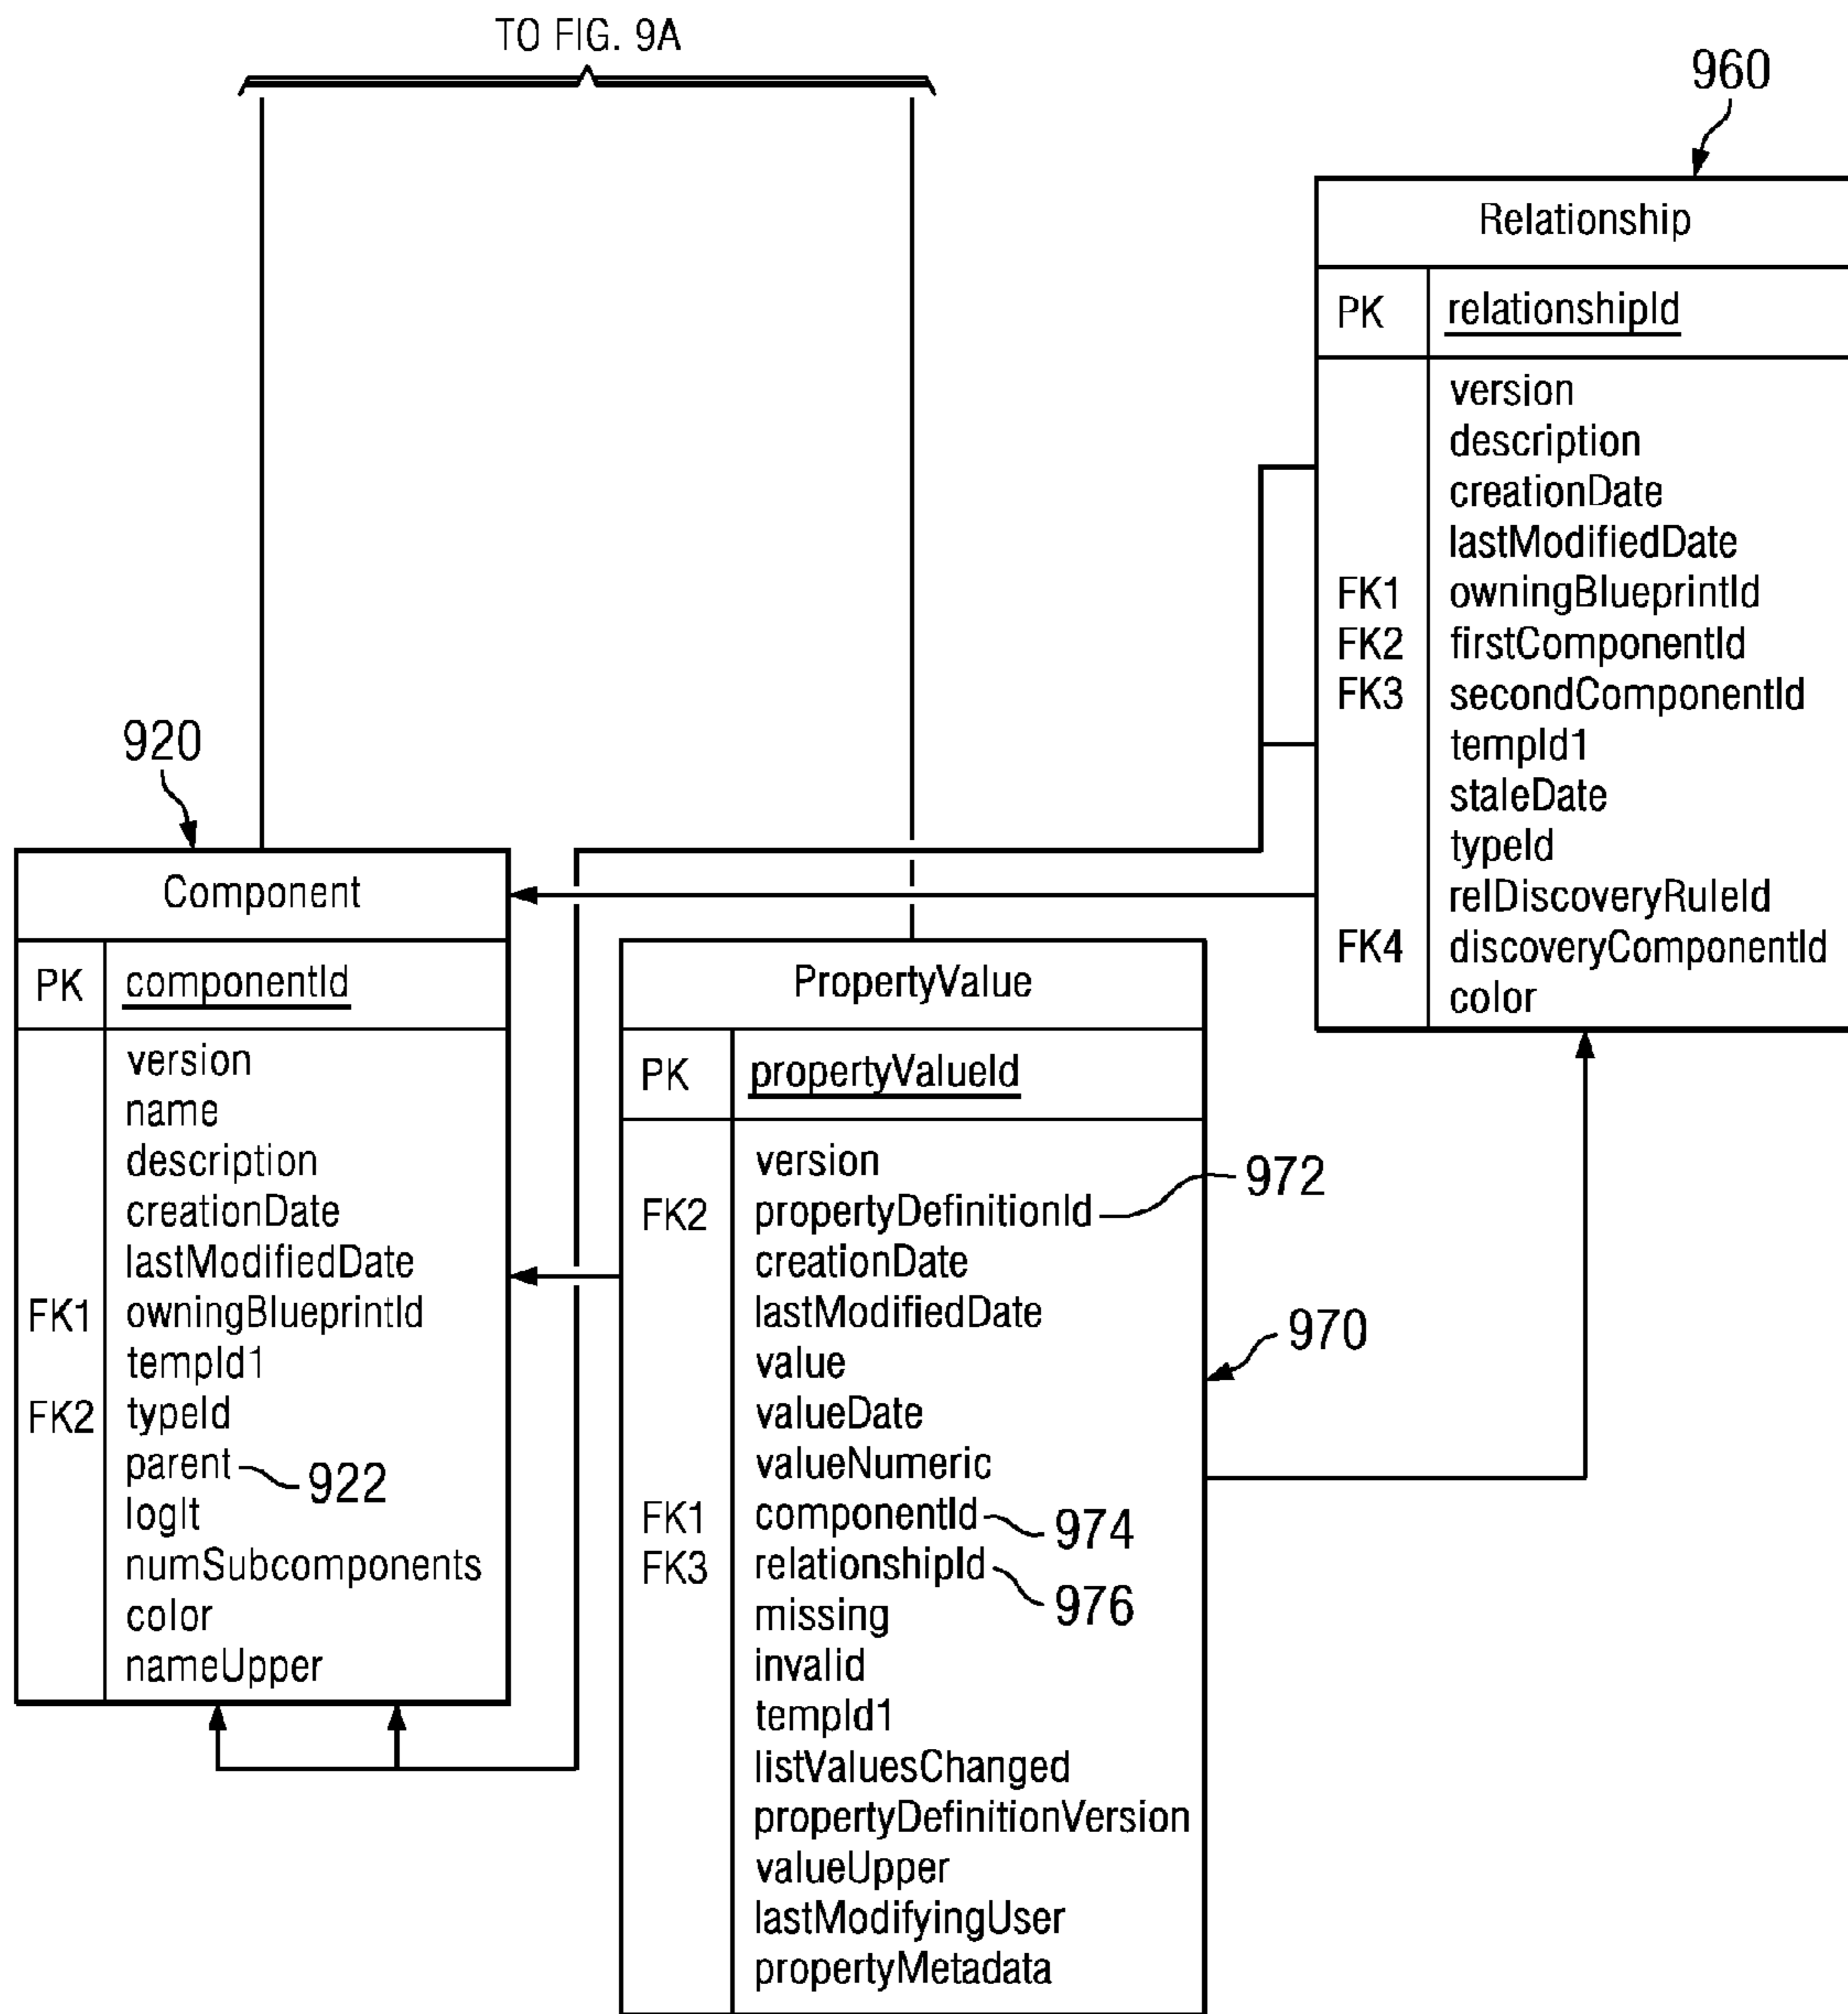 TO FIG. 9A
960
Relationship
PK relationshipId
version
description
creationDate
lastModifiedDate
FK1 owningBlueprintId
FK2 firstComponentId
FK3 secondComponentId
tempId1
staleDate
typeId
relDiscoveryRuleId
FK4 discoveryComponentId
color
920
Component
PK componentId
version
name
description
creationDate
lastModifiedDate
FK1 owningBlueprintId
tempId1
FK2 typeId
parent 922
logIt
numSubcomponents
color
nameUpper
PropertyValue
PK propertyValueId
version
FK2 propertyDefinitionId 972
creationDate
lastModifiedDate
970
value
valueDate
valueNumeric
FK1 componentId 974
FK3 relationshipId 976
missing
invalid
tempId1
listValuesChanged
propertyDefinitionVersion
valueUpper
lastModifyingUser
propertyMetadata